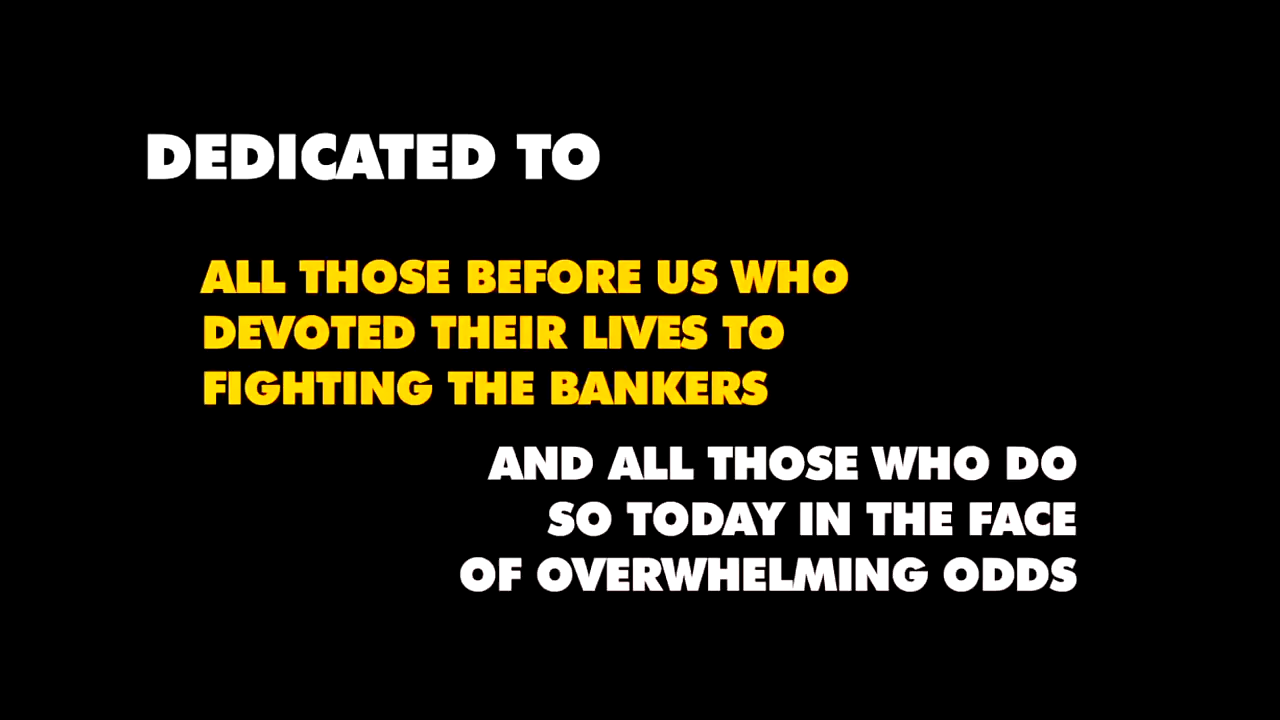 DEDICATED TO
ALL THOSE BEFORE US WHO
DEVOTED THEIR LIVES TO
FIGHTING THE BANKERS
AND ALL THOSE WHO DO
SO TODAY IN THE FACE
OF OVERWHELMING ODDS